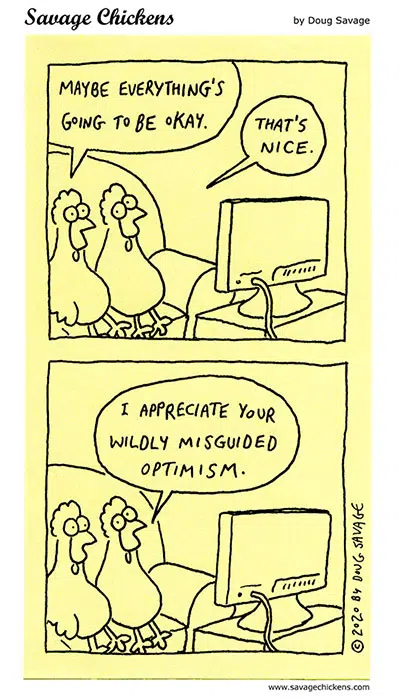 Savage Chickens
by Doug Savage
MAYBE EVERYTHING'S
GOING TO BE OKAY.
THAT'S
NICE.
I APPRECIATE YOUR
WILDLY MISGUIDED
OPTIMISM.
© 2020 BY DOUG SAVAGE
www.savagechickens.com